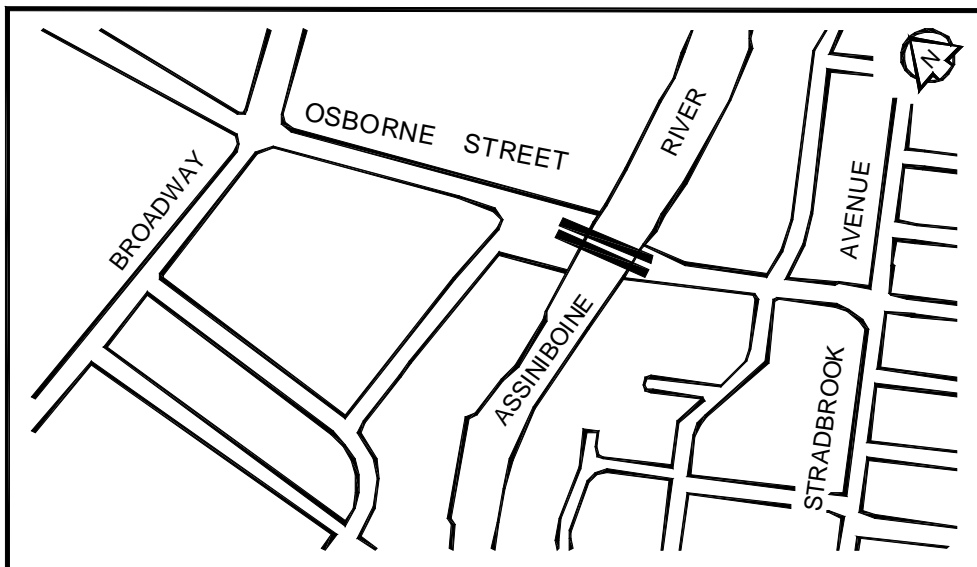 OSBORNE STREET
RIVER
N
BROADWAY
AVENUE
ASSINIBOINE
STRADBROOK